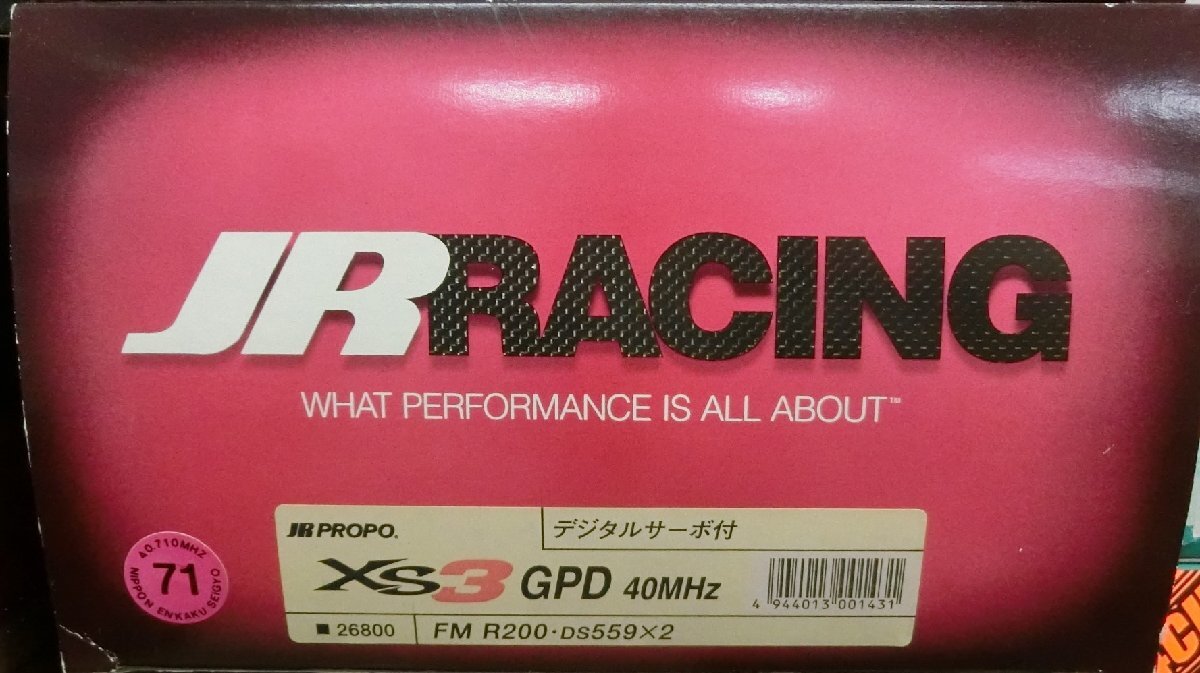 JR RACING
WHAT PERFORMANCE IS ALL ABOUT™
JR PROPO®
デジタルサーボ付
XS3 GPD 40MHz
4 944013 001431
■ 26800
FM R200・DS559×2
40.710MHZ
71
NIPPON ENKAKU SEIGYO